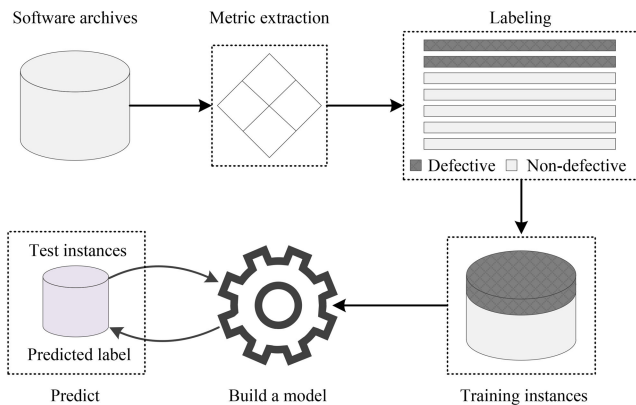 Software archives
Metric extraction
Labeling
Defective
Non-defective
Test instances
Predicted label
Predict
Build a model
Training instances